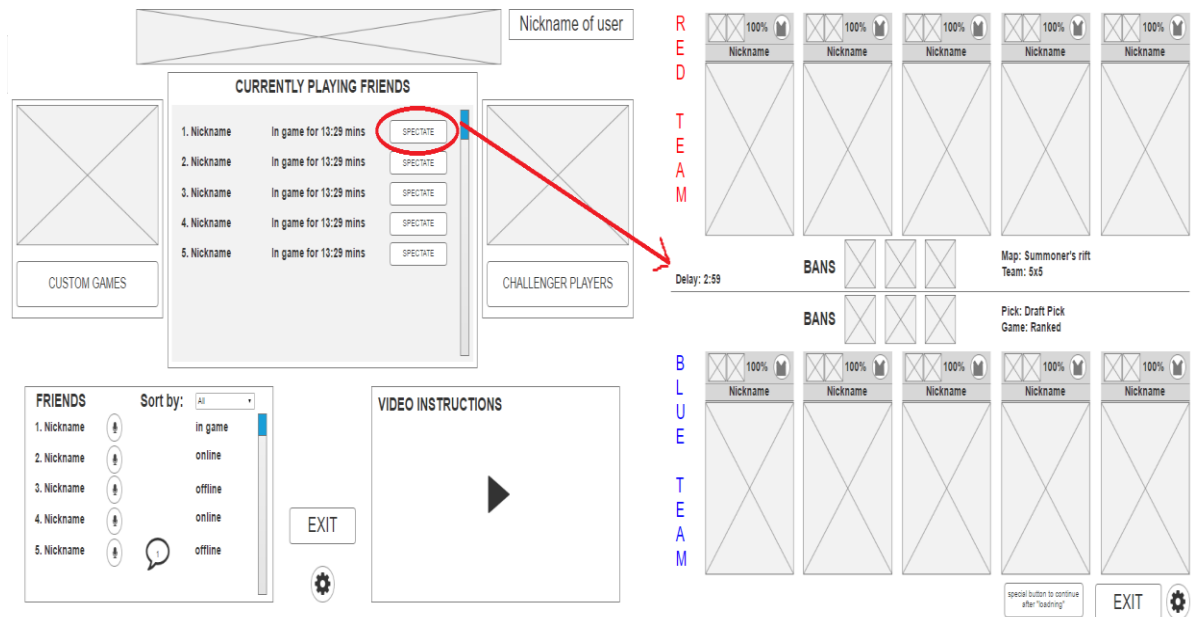 Nickname of user
CURRENTLY PLAYING FRIENDS
1. Nickname In game for 13:29 mins SPECTATE
2. Nickname In game for 13:29 mins SPECTATE
3. Nickname In game for 13:29 mins SPECTATE
4. Nickname In game for 13:29 mins SPECTATE
5. Nickname In game for 13:29 mins SPECTATE
CUSTOM GAMES
CHALLENGER PLAYERS
FRIENDS Sort by: All
1. Nickname in game
2. Nickname online
3. Nickname offline
4. Nickname online
5. Nickname 1 offline
EXIT
VIDEO INSTRUCTIONS
RED TEAM
100% 100% 100% 100% 100%
Nickname Nickname Nickname Nickname Nickname
Delay: 2:59
BANS
Map: Summoner's rift
Team: 5x5
BANS
Pick: Draft Pick
Game: Ranked
BLUE TEAM
100% 100% 100% 100% 100%
Nickname Nickname Nickname Nickname Nickname
special button to continue
after "loadning"
EXIT